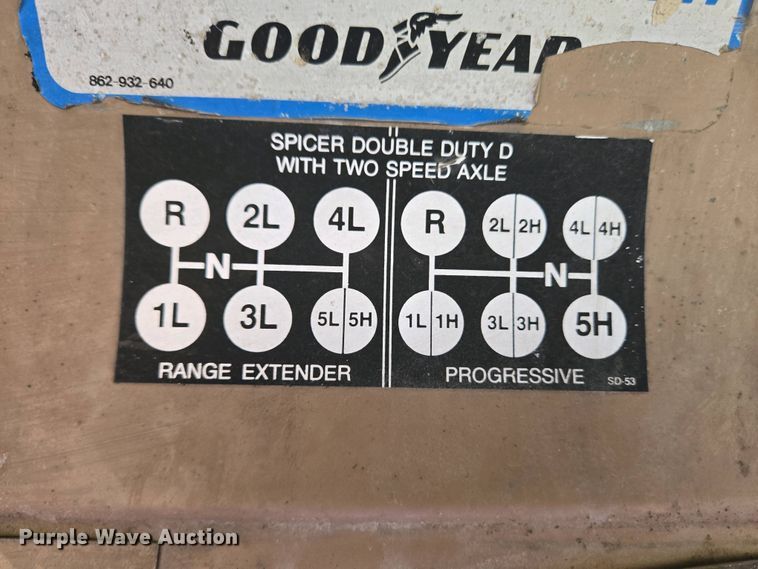 GOODYEAR
862-932-640
SPICER DOUBLE DUTY D
WITH TWO SPEED AXLE
R 2L 4L
N
1L 3L 5L 5H
RANGE EXTENDER
R 2L 2H 4L 4H
N
1L 1H 3L 3H 5H
PROGRESSIVE
SD-53
Purple Wave Auction